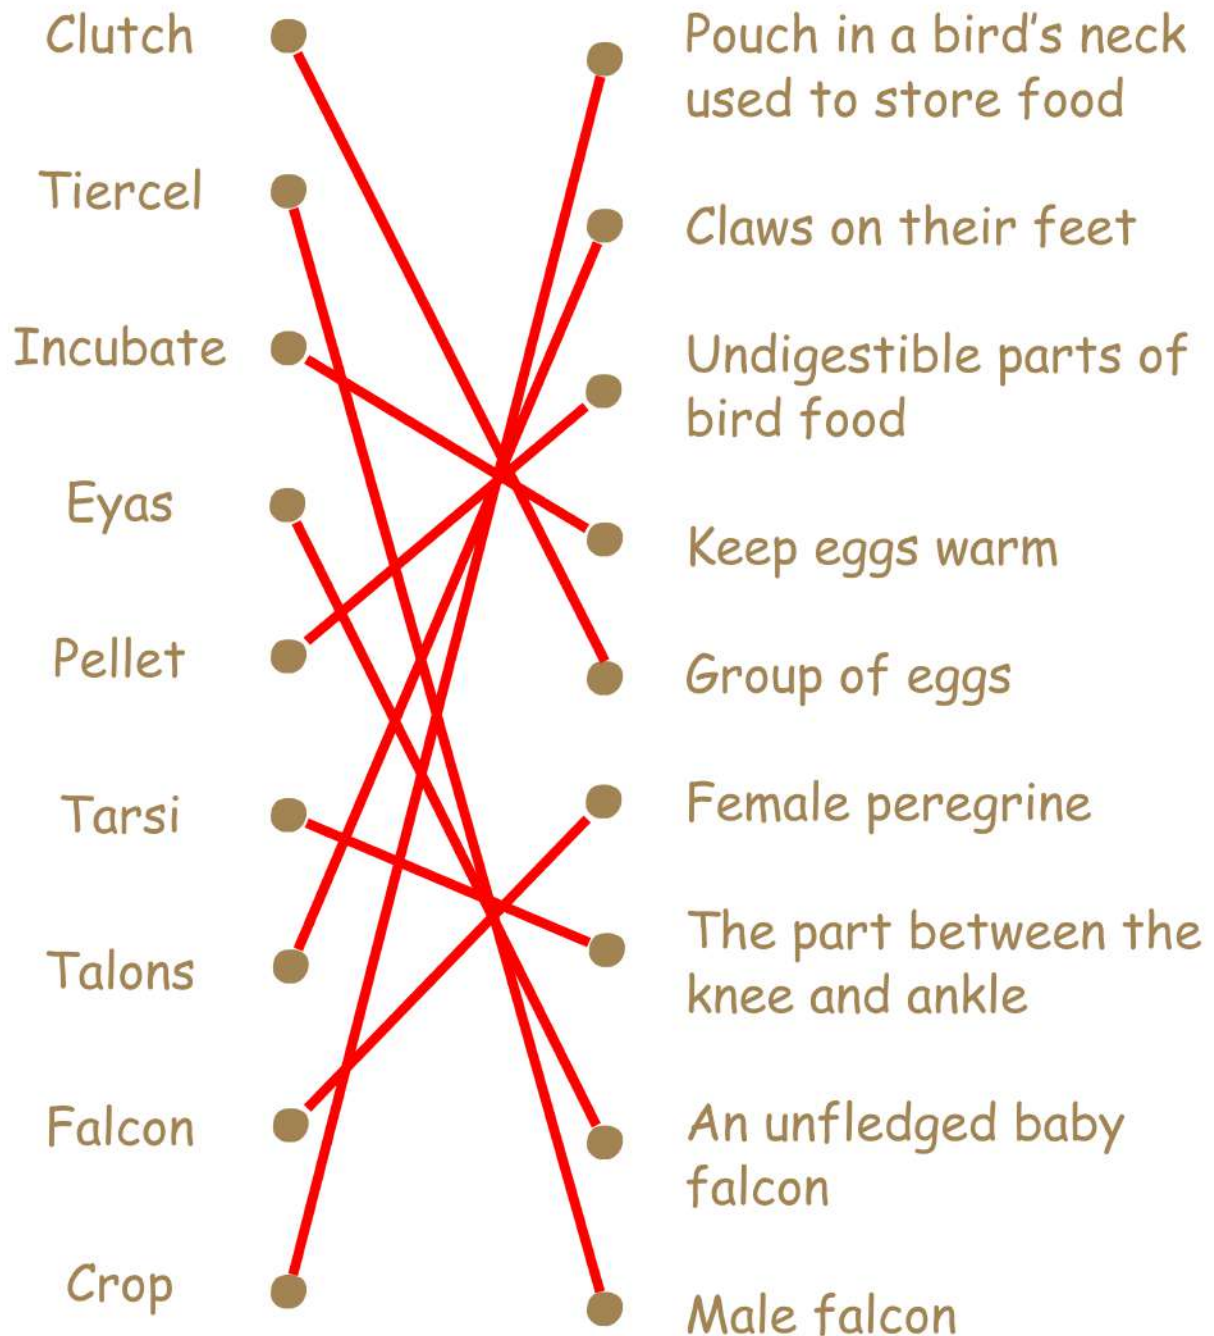 Clutch
Tiercel
Incubate
Eyas
Pellet
Tarsi
Talons
Falcon
Crop
Pouch in a bird’s neck
used to store food
Claws on their feet
Undigestible parts of
bird food
Keep eggs warm
Group of eggs
Female peregrine
The part between the
knee and ankle
An unfledged baby
falcon
Male falcon